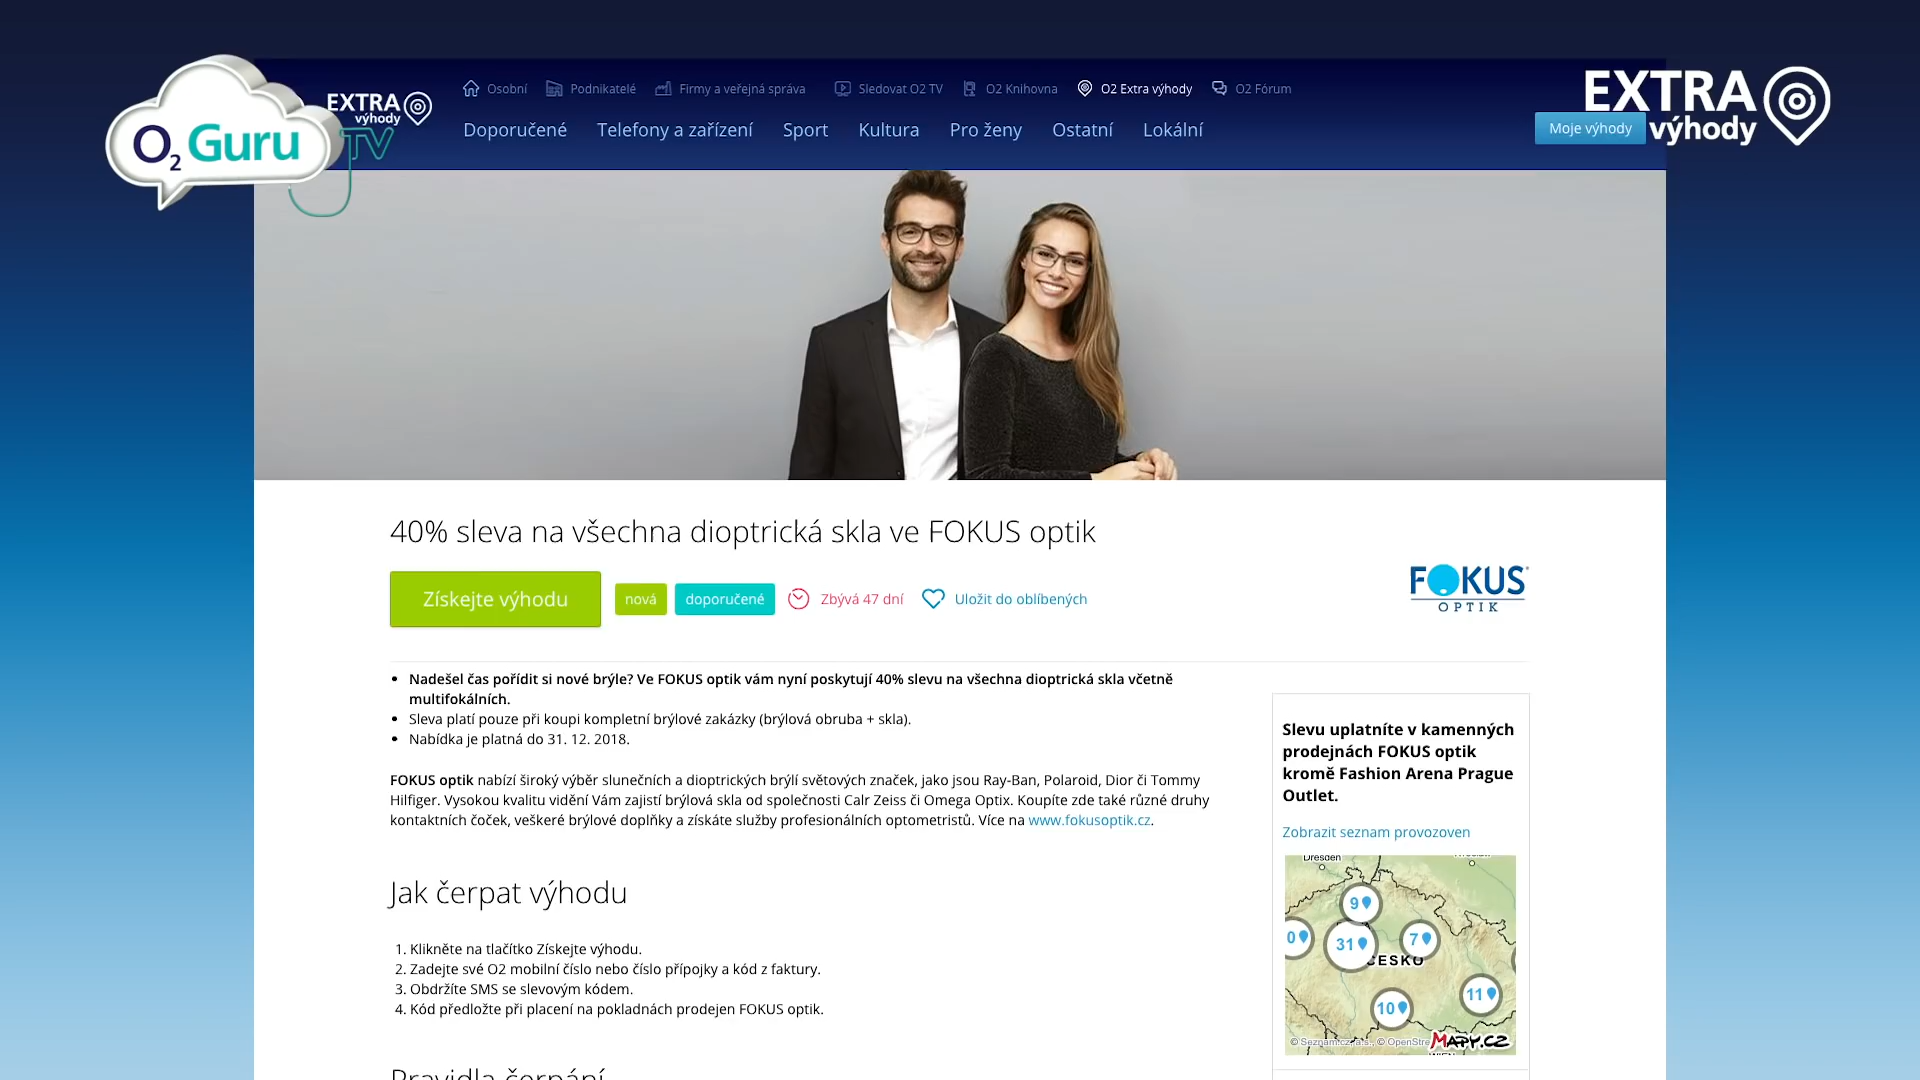 EXTRA
výhody
O2 Guru
TV
EXTRA
výhody
Osobní
Podnikatelé
Firmy a veřejná správa
Sledovat O2 TV
O2 Knihovna
O2 Extra výhody
O2 Fórum
Doporučené
Telefony a zařízení
Sport
Kultura
Pro ženy
Ostatní
Lokální
Moje výhody
40% sleva na všechna dioptrická skla ve FOKUS optik
Získejte výhodu
nová
doporučené
Zbývá 47 dní
Uložit do oblíbených
FOKUS
OPTIK
Nadešel čas pořídit si nové brýle? Ve FOKUS optik vám nyní poskytují 40% slevu na všechna dioptrická skla včetně
multifokálních.
Sleva platí pouze při koupi kompletní brýlové zakázky (brýlová obruba + skla).
Nabídka je platná do 31. 12. 2018.
FOKUS optik nabízí široký výběr slunečních a dioptrických brýlí světových značek, jako jsou Ray-Ban, Polaroid, Dior či Tommy
Hilfiger. Vysokou kvalitu vidění Vám zajistí brýlová skla od společnosti Calr Zeiss či Omega Optix. Koupíte zde také různé druhy
kontaktních čoček, veškeré brýlové doplňky a získáte služby profesionálních optometristů. Více na www.fokusoptik.cz.
Jak čerpat výhodu
1. Klikněte na tlačítko Získejte výhodu.
2. Zadejte své O2 mobilní číslo nebo číslo přípojky a kód z faktury.
3. Obdržíte SMS se slevovým kódem.
4. Kód předložte při placení na pokladnách prodejen FOKUS optik.
Pravidla čerpání
Slevu uplatníte v kamenných
prodejnách FOKUS optik
kromě Fashion Arena Prague
Outlet.
Zobrazit seznam provozoven
Dresden
9
0
31
7
ČESKO
11
10
© Seznam.cz, a.s., © OpenStre
Mapy.cz
WIEN